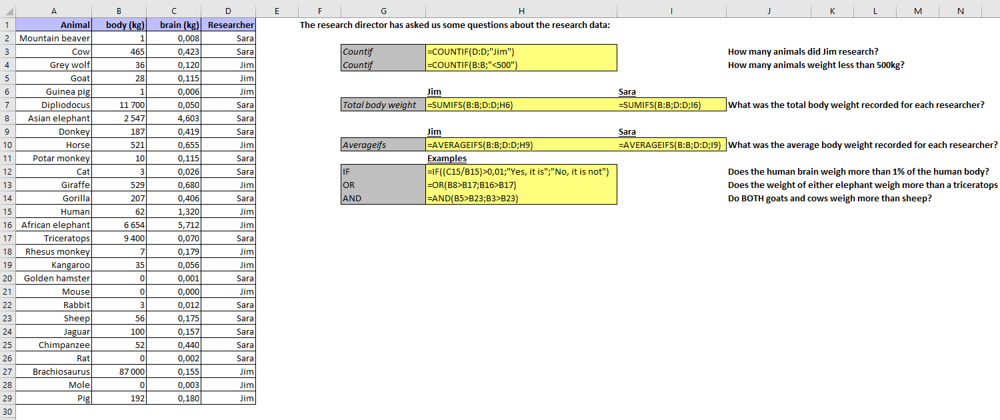 A B C D E F G H I J K L M N
1 Animal body (kg) brain (kg) Researcher The research director has asked us some questions about the research data:
2 Mountain beaver 1 0,008 Sara
3 Cow 465 0,423 Sara Countif =COUNTIF(D:D;"Jim") How many animals did Jim research?
4 Grey wolf 36 0,120 Jim Countif =COUNTIF(B:B;"<500") How many animals weight less than 500kg?
5 Goat 28 0,115 Jim
6 Guinea pig 1 0,006 Jim Jim Sara
7 Dipliodocus 11 700 0,050 Sara Total body weight =SUMIFS(B:B;D:D;H6) =SUMIFS(B:B;D:D;I6) What was the total body weight recorded for each researcher?
8 Asian elephant 2 547 4,603 Sara
9 Donkey 187 0,419 Sara Jim Sara
10 Horse 521 0,655 Jim Averageifs =AVERAGEIFS(B:B;D:D;H9) =AVERAGEIFS(B:B;D:D;I9) What was the average body weight recorded for each researcher?
11 Potar monkey 10 0,115 Sara Examples
12 Cat 3 0,026 Sara IF =IF((C15/B15)>0,01;"Yes, it is";"No, it is not") Does the human brain weigh more than 1% of the human body?
13 Giraffe 529 0,680 Jim OR =OR(B8>B17;B16>B17) Does the weight of either elephant weigh more than a triceratops
14 Gorilla 207 0,406 Sara AND =AND(B5>B23;B3>B23) Do BOTH goats and cows weigh more than sheep?
15 Human 62 1,320 Jim
16 African elephant 6 654 5,712 Jim
17 Triceratops 9 400 0,070 Sara
18 Rhesus monkey 7 0,179 Jim
19 Kangaroo 35 0,056 Jim
20 Golden hamster 0 0,001 Sara
21 Mouse 0 0,000 Jim
22 Rabbit 3 0,012 Sara
23 Sheep 56 0,175 Sara
24 Jaguar 100 0,157 Sara
25 Chimpanzee 52 0,440 Sara
26 Rat 0 0,002 Sara
27 Brachiosaurus 87 000 0,155 Jim
28 Mole 0 0,003 Jim
29 Pig 192 0,180 Jim
30